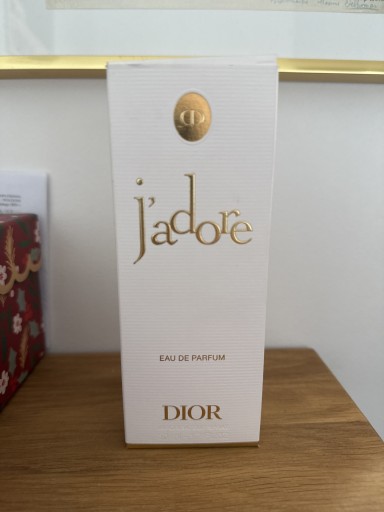 CD
j'adore
EAU DE PARFUM
DIOR